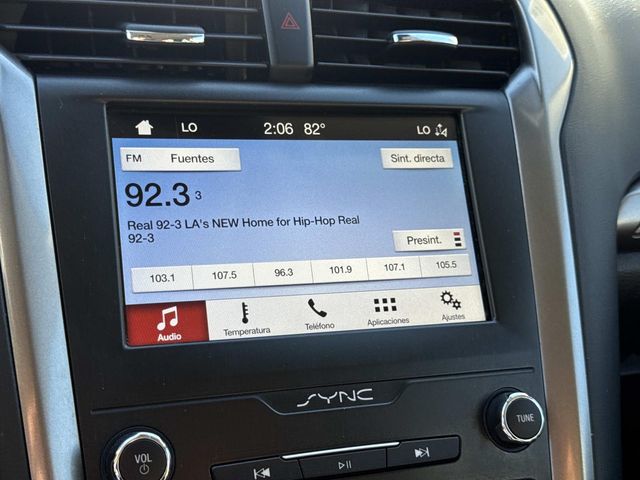 LO 2:06 82° LO
FM Fuentes Sint. directa
92.3 3
Real 92-3 LA's NEW Home for Hip-Hop Real
92-3
Presint.
103.1 107.5 96.3 101.9 107.1 105.5
Audio Temperatura Teléfono Aplicaciones Ajustes
SYNC
VOL
TUNE